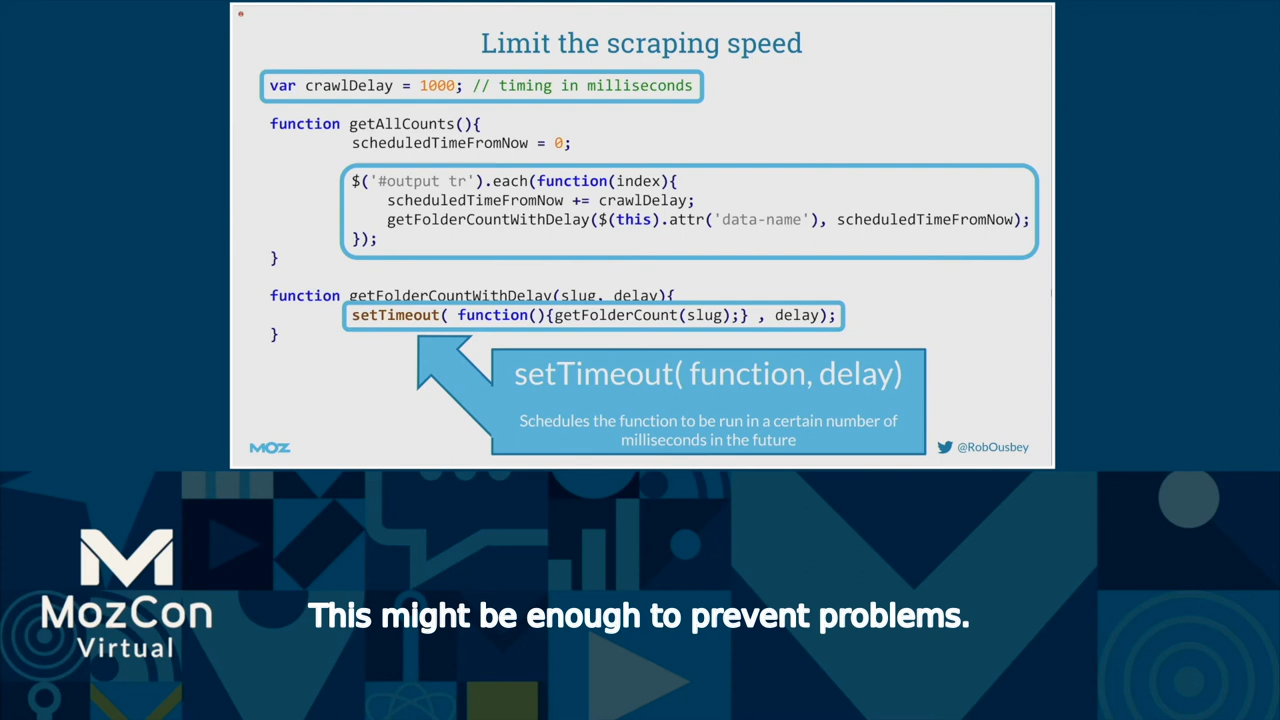 Limit the scraping speed
var crawlDelay = 1000; // timing in milliseconds
function getAllCounts(){
scheduledTimeFromNow = 0;
$('#output tr').each(function(index){
scheduledTimeFromNow += crawlDelay;
getFolderCountWithDelay($(this).attr('data-name'), scheduledTimeFromNow);
});
}
function getFolderCountWithDelay(slug, delay){
setTimeout( function(){getFolderCount(slug);} , delay);
}
setTimeout( function, delay)
Schedules the function to be run in a certain number of
milliseconds in the future
MOZ
@RobOusbey
M
MozCon
Virtual
This might be enough to prevent problems.